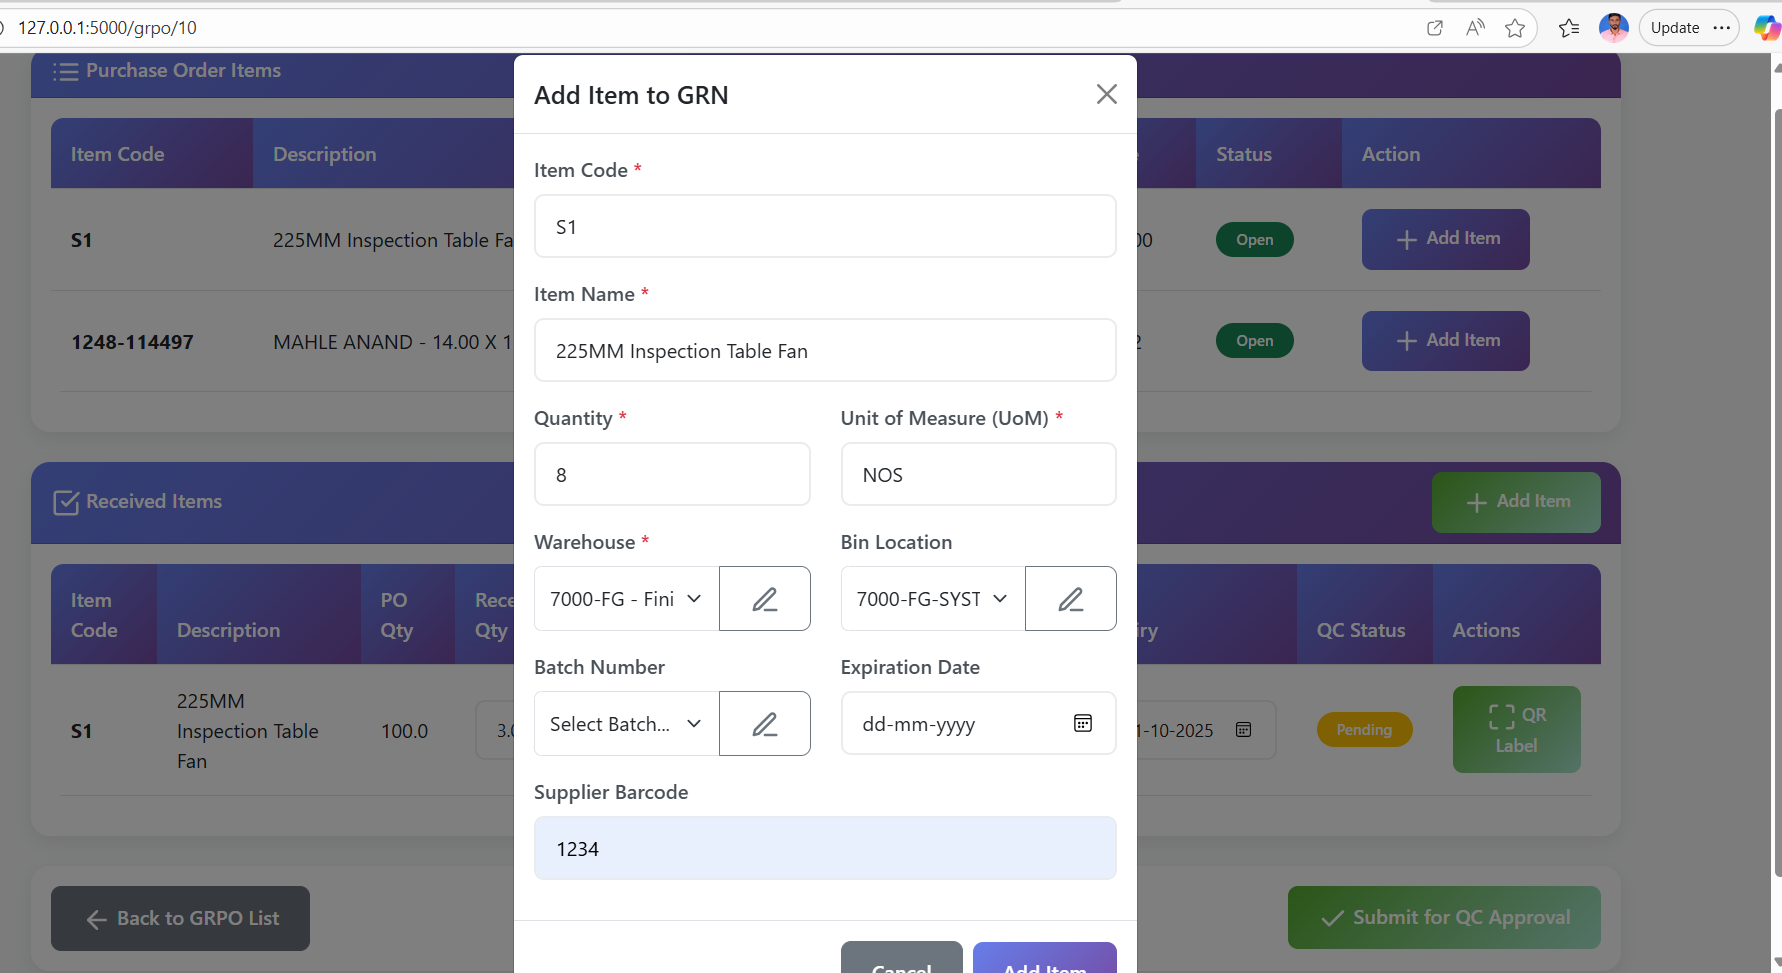 127.0.0.1:5000/grpo/10
Update
Purchase Order Items
Item Code Description Status Action
S1 225MM Inspection Table Fa 00 Open Add Item
1248-114497 MAHLE ANAND - 14.00 X 1 2 Open Add Item
Received Items Add Item
Item Code Description PO Qty Rece Qty iry QC Status Actions
S1 225MM Inspection Table Fan 100.0 3.0 1-10-2025 Pending QR Label
Back to GRPO List Submit for QC Approval
Add Item to GRN
Item Code *
S1
Item Name *
225MM Inspection Table Fan
Quantity * Unit of Measure (UoM) *
8 NOS
Warehouse * Bin Location
7000-FG - Fini 7000-FG-SYST
Batch Number Expiration Date
Select Batch... dd-mm-yyyy
Supplier Barcode
1234
Cancel Add Item